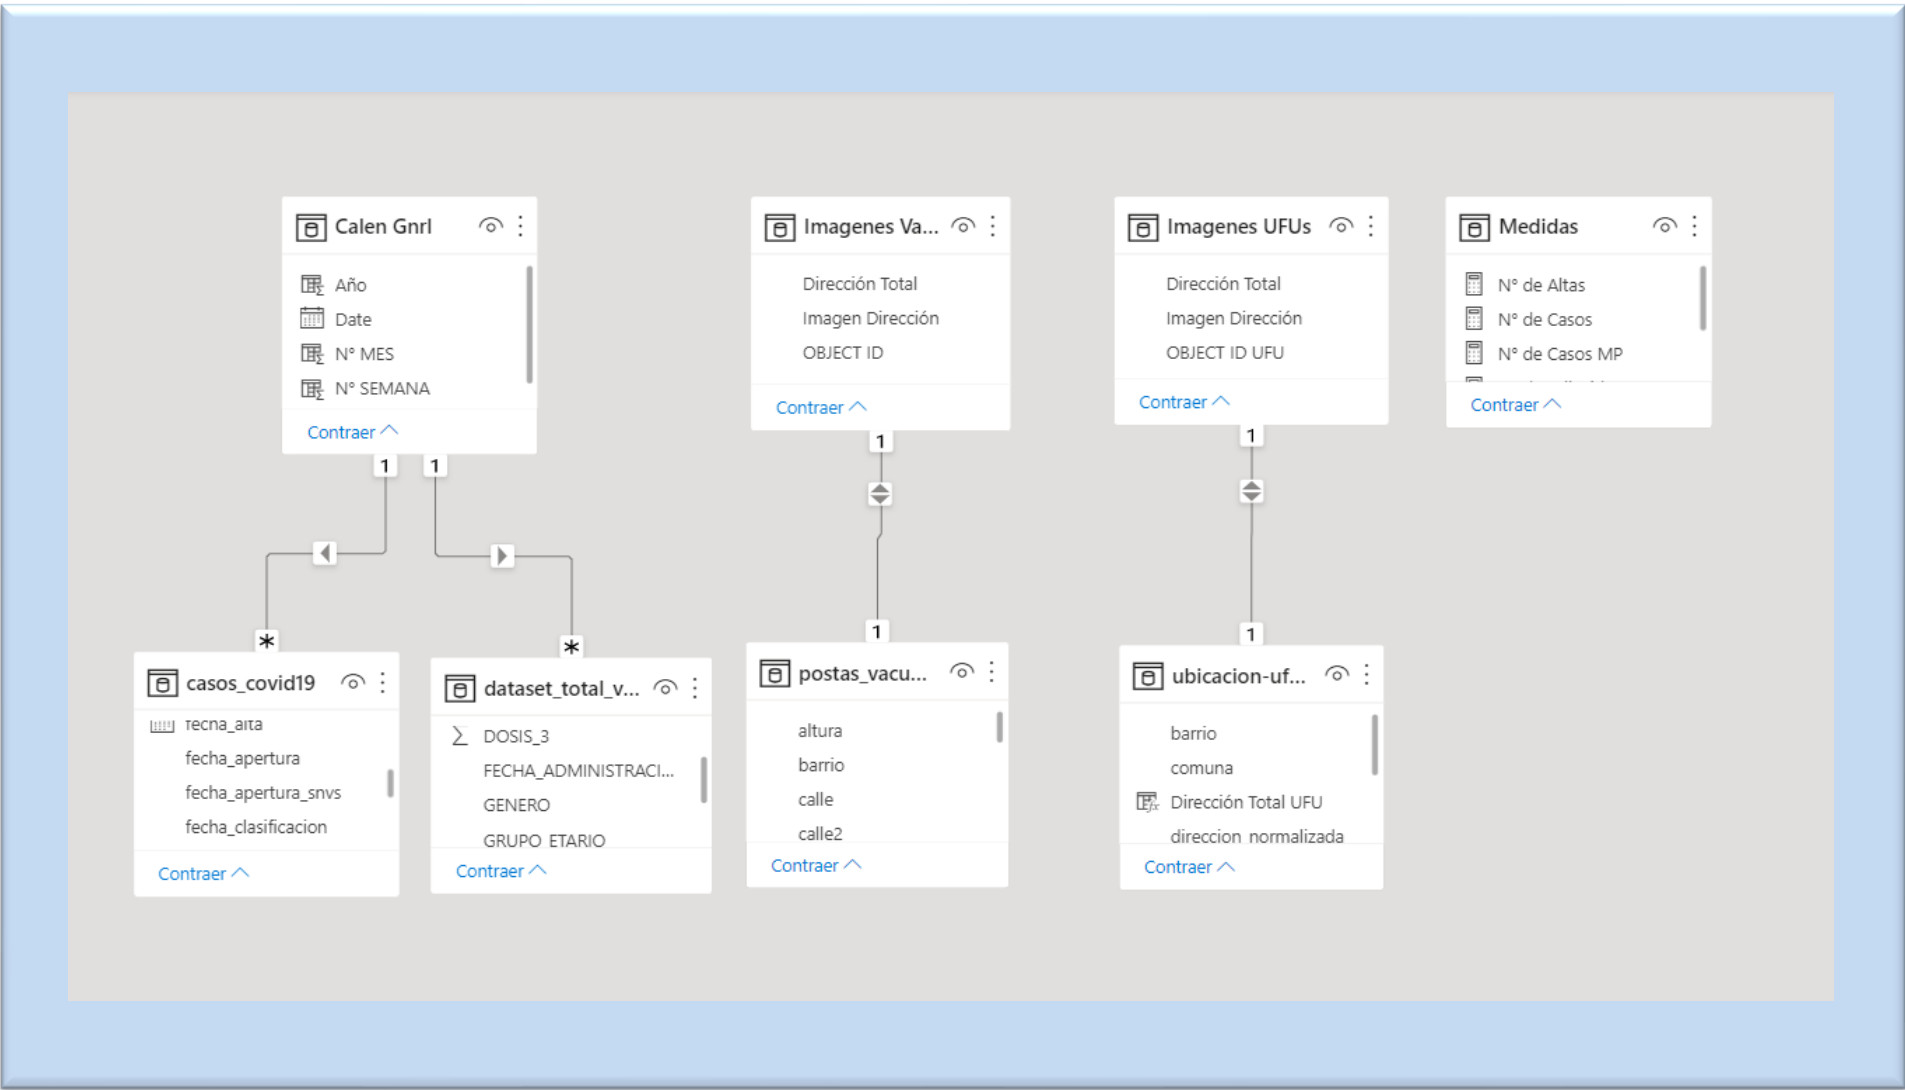 Calen Gnrl
Año
Date
N° MES
N° SEMANA
Contraer
Imagenes Va...
Dirección Total
Imagen Dirección
OBJECT ID
Contraer
Imagenes UFUs
Dirección Total
Imagen Dirección
OBJECT ID UFU
Contraer
Medidas
N° de Altas
N° de Casos
N° de Casos MP
Contraer
1
1
1
1
*
*
1
1
casos_covid19
fecha_alta
fecha_apertura
fecha_apertura_snvs
fecha_clasificacion
Contraer
dataset_total_v...
DOSIS_3
FECHA_ADMINISTRACI...
GENERO
GRUPO ETARIO
Contraer
postas_vacu...
altura
barrio
calle
calle2
Contraer
ubicacion-uf...
barrio
comuna
Dirección Total UFU
direccion_normalizada
Contraer